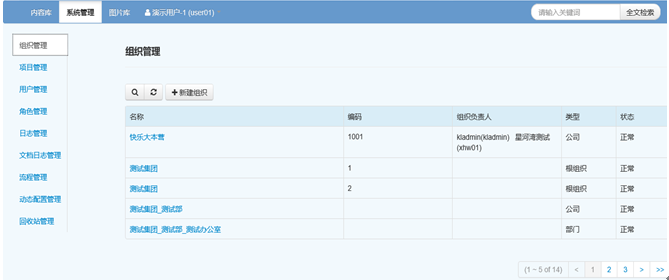 内容库 系统管理 图片库 演示用户-1 (user01) 请输入关键词 全文检索
组织管理
项目管理
用户管理
角色管理
日志管理
文档日志管理
流程管理
动态配置管理
回收站管理
组织管理
新建组织
名称 编码 组织负责人 类型 状态
快乐大本营 1001 kladmin(kladmin) 星河湾测试 公司 正常
(xhw01)
测试集团 1 根组织 正常
测试集团 2 根组织 正常
测试集团_测试部 公司 正常
测试集团_测试部_测试办公室 部门 正常
(1 ~ 5 of 14) < 1 2 3 > >>